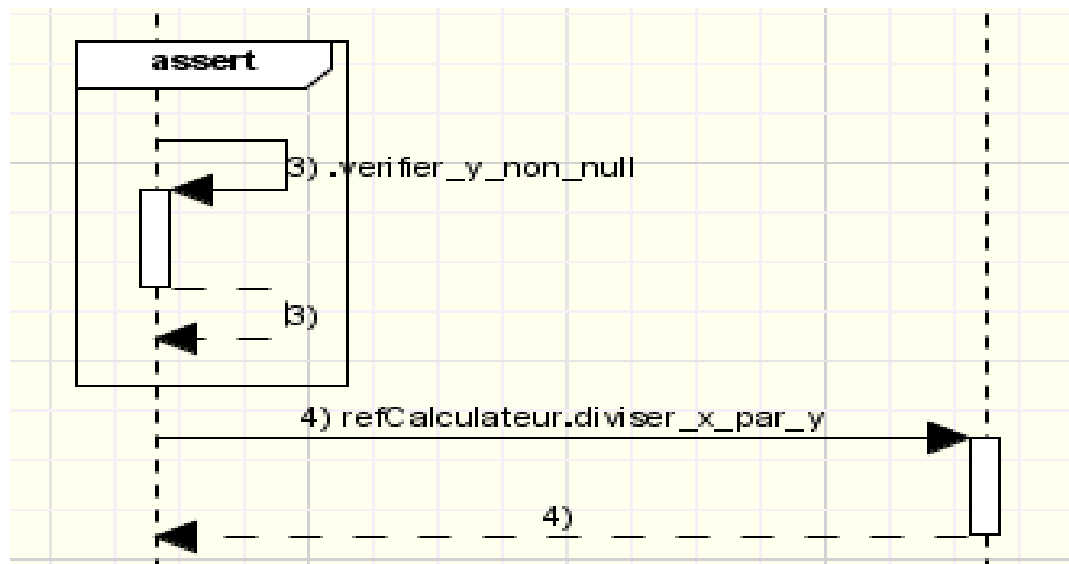 assert
3) .verifier_y_non_null
3)
4) refCalculateur.diviser_x_par_y
4)